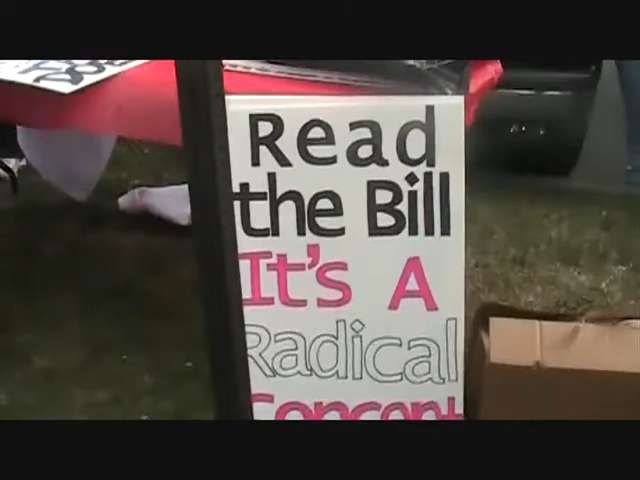 Read
the Bill
It's A
Radical
Concept